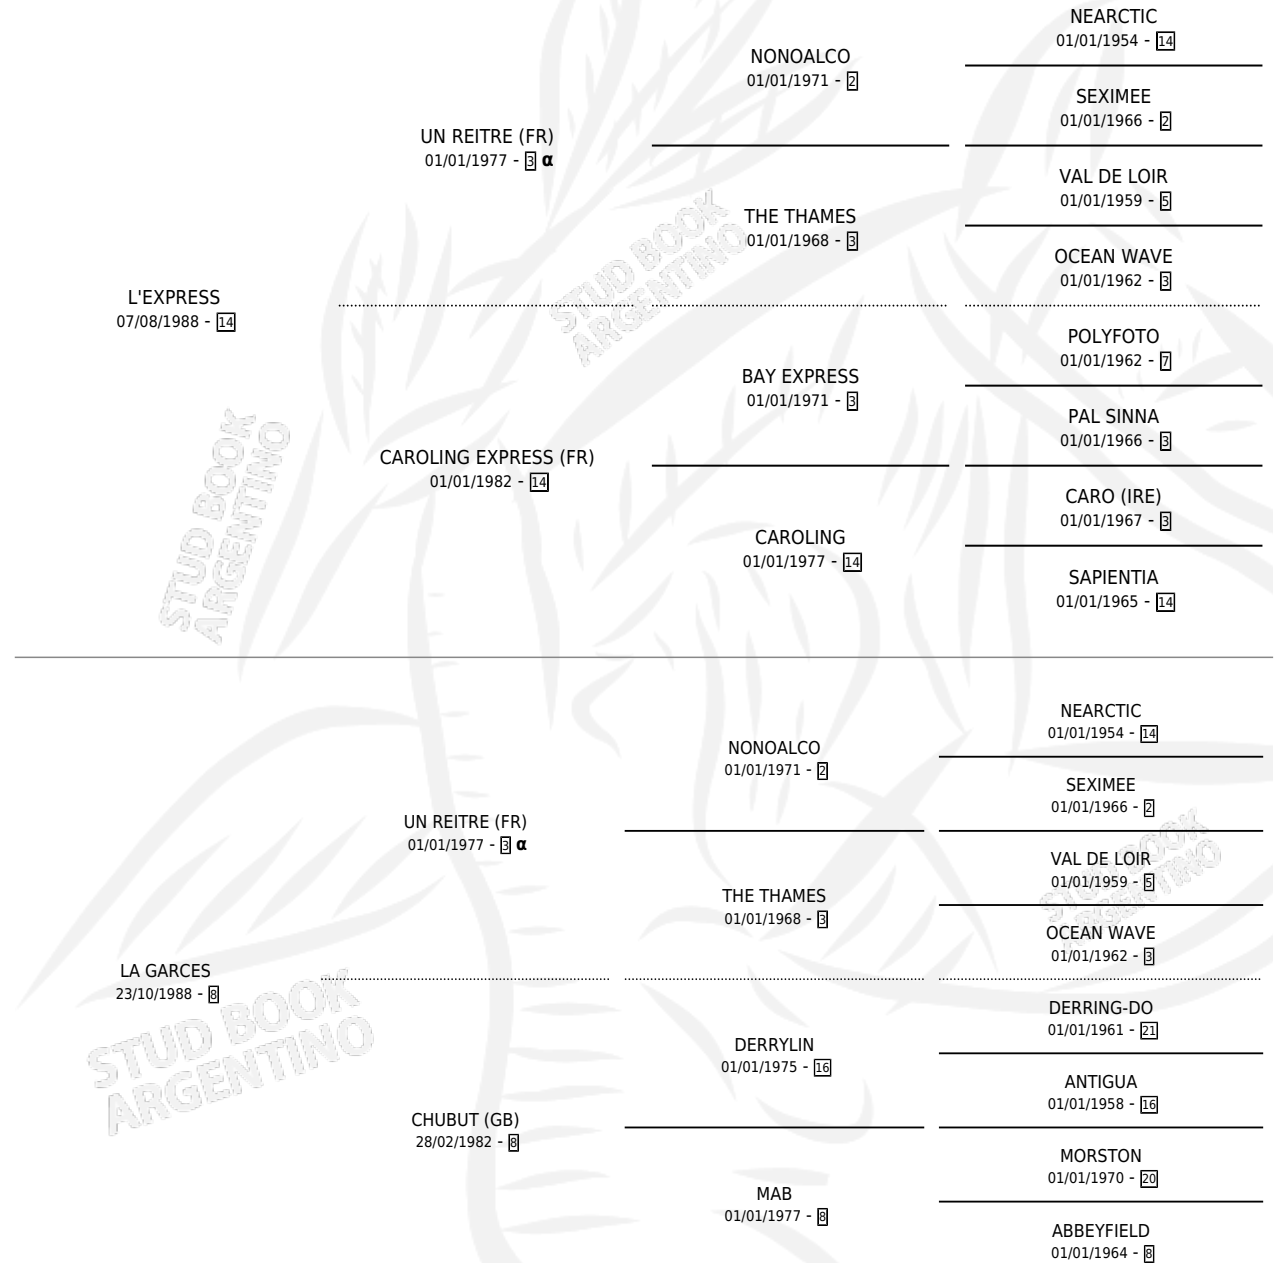 NEARCTIC
01/01/1954 - 14
NONOALCO
01/01/1971 - 2
SEXIMEE
01/01/1966 - 2
UN REITRE (FR)
01/01/1977 - 3 α
VAL DE LOIR
01/01/1959 - 5
THE THAMES
01/01/1968 - 3
OCEAN WAVE
01/01/1962 - 3
L'EXPRESS
07/08/1988 - 14
POLYFOTO
01/01/1962 - 7
BAY EXPRESS
01/01/1971 - 3
PAL SINNA
01/01/1966 - 3
CAROLING EXPRESS (FR)
01/01/1982 - 14
CARO (IRE)
01/01/1967 - 3
CAROLING
01/01/1977 - 14
SAPIENTIA
01/01/1965 - 14
STUD BOOK
ARGENTINO
STUD BOOK
ARGENTINO
NEARCTIC
01/01/1954 - 14
NONOALCO
01/01/1971 - 2
SEXIMEE
01/01/1966 - 2
UN REITRE (FR)
01/01/1977 - 3 α
VAL DE LOIR
01/01/1959 - 5
THE THAMES
01/01/1968 - 3
OCEAN WAVE
01/01/1962 - 3
LA GARCES
23/10/1988 - 8
DERRING-DO
01/01/1961 - 21
DERRYLIN
01/01/1975 - 16
ANTIGUA
01/01/1958 - 16
CHUBUT (GB)
28/02/1982 - 8
MORSTON
01/01/1970 - 20
MAB
01/01/1977 - 8
ABBEYFIELD
01/01/1964 - 8
STUD BOOK
ARGENTINO
STUD BOOK
ARGENTINO